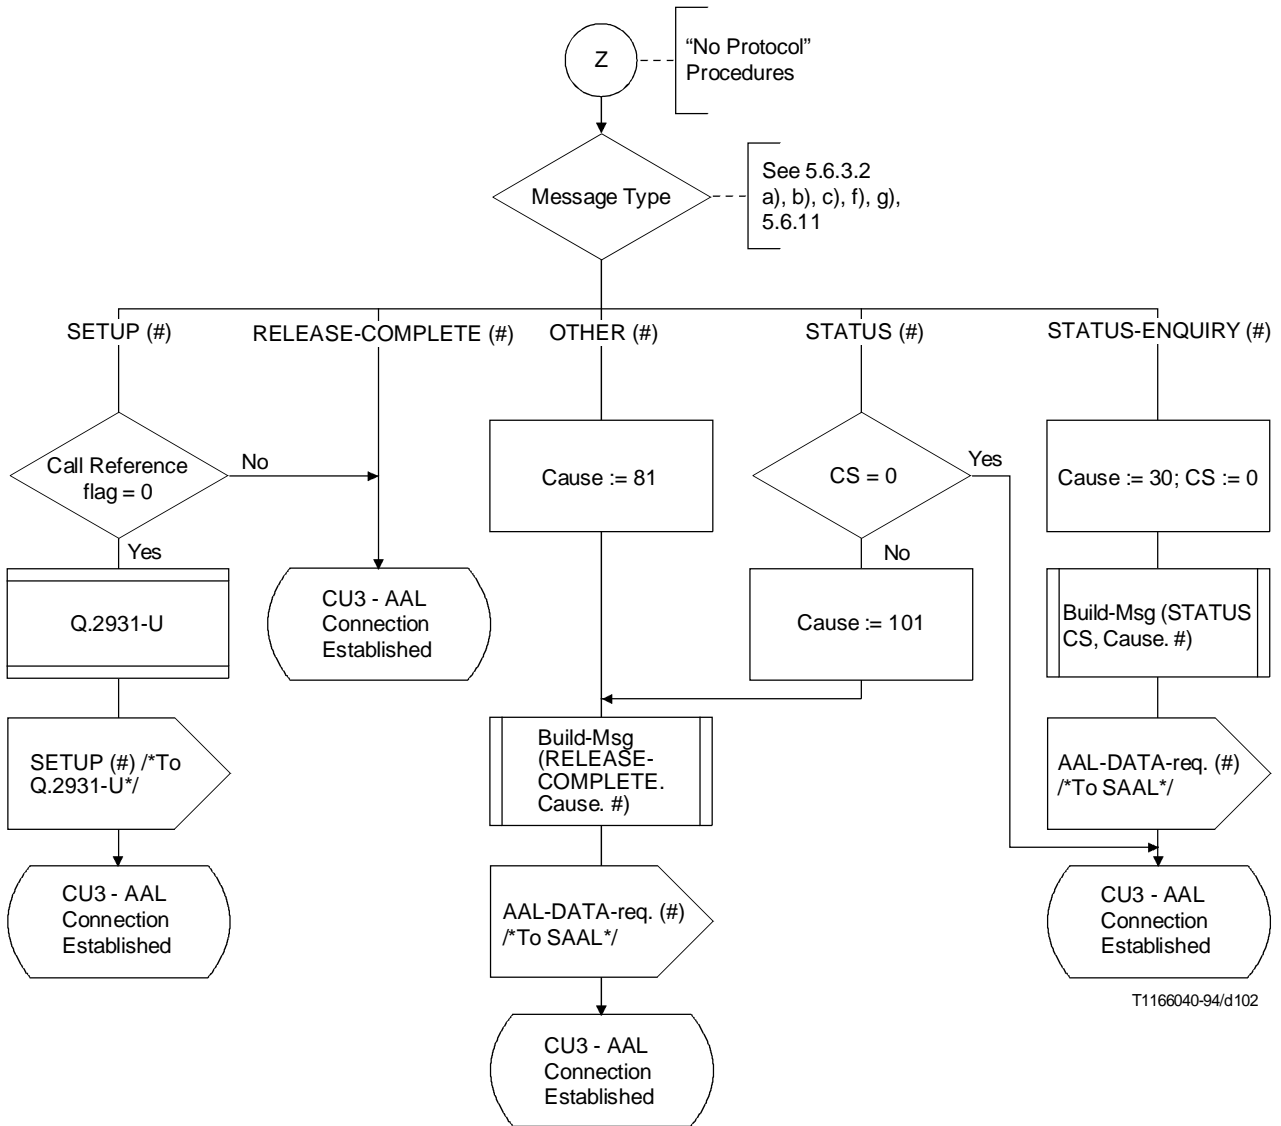 Z
“No Protocol”
Procedures
Message Type
See 5.6.3.2
a), b), c), f), g),
5.6.11
SETUP (#)
RELEASE-COMPLETE (#)
OTHER (#)
STATUS (#)
STATUS-ENQUIRY (#)
Call Reference
flag = 0
No
Yes
Cause := 81
CS = 0
Yes
No
Cause := 30; CS := 0
Q.2931-U
CU3 - AAL
Connection
Established
Cause := 101
Build-Msg (STATUS
CS, Cause. #)
SETUP (#) /*To
Q.2931-U*/
Build-Msg
(RELEASE-
COMPLETE.
Cause. #)
AAL-DATA-req. (#)
/*To SAAL*/
CU3 - AAL
Connection
Established
AAL-DATA-req. (#)
/*To SAAL*/
CU3 - AAL
Connection
Established
T1166040-94/d102
CU3 - AAL
Connection
Established